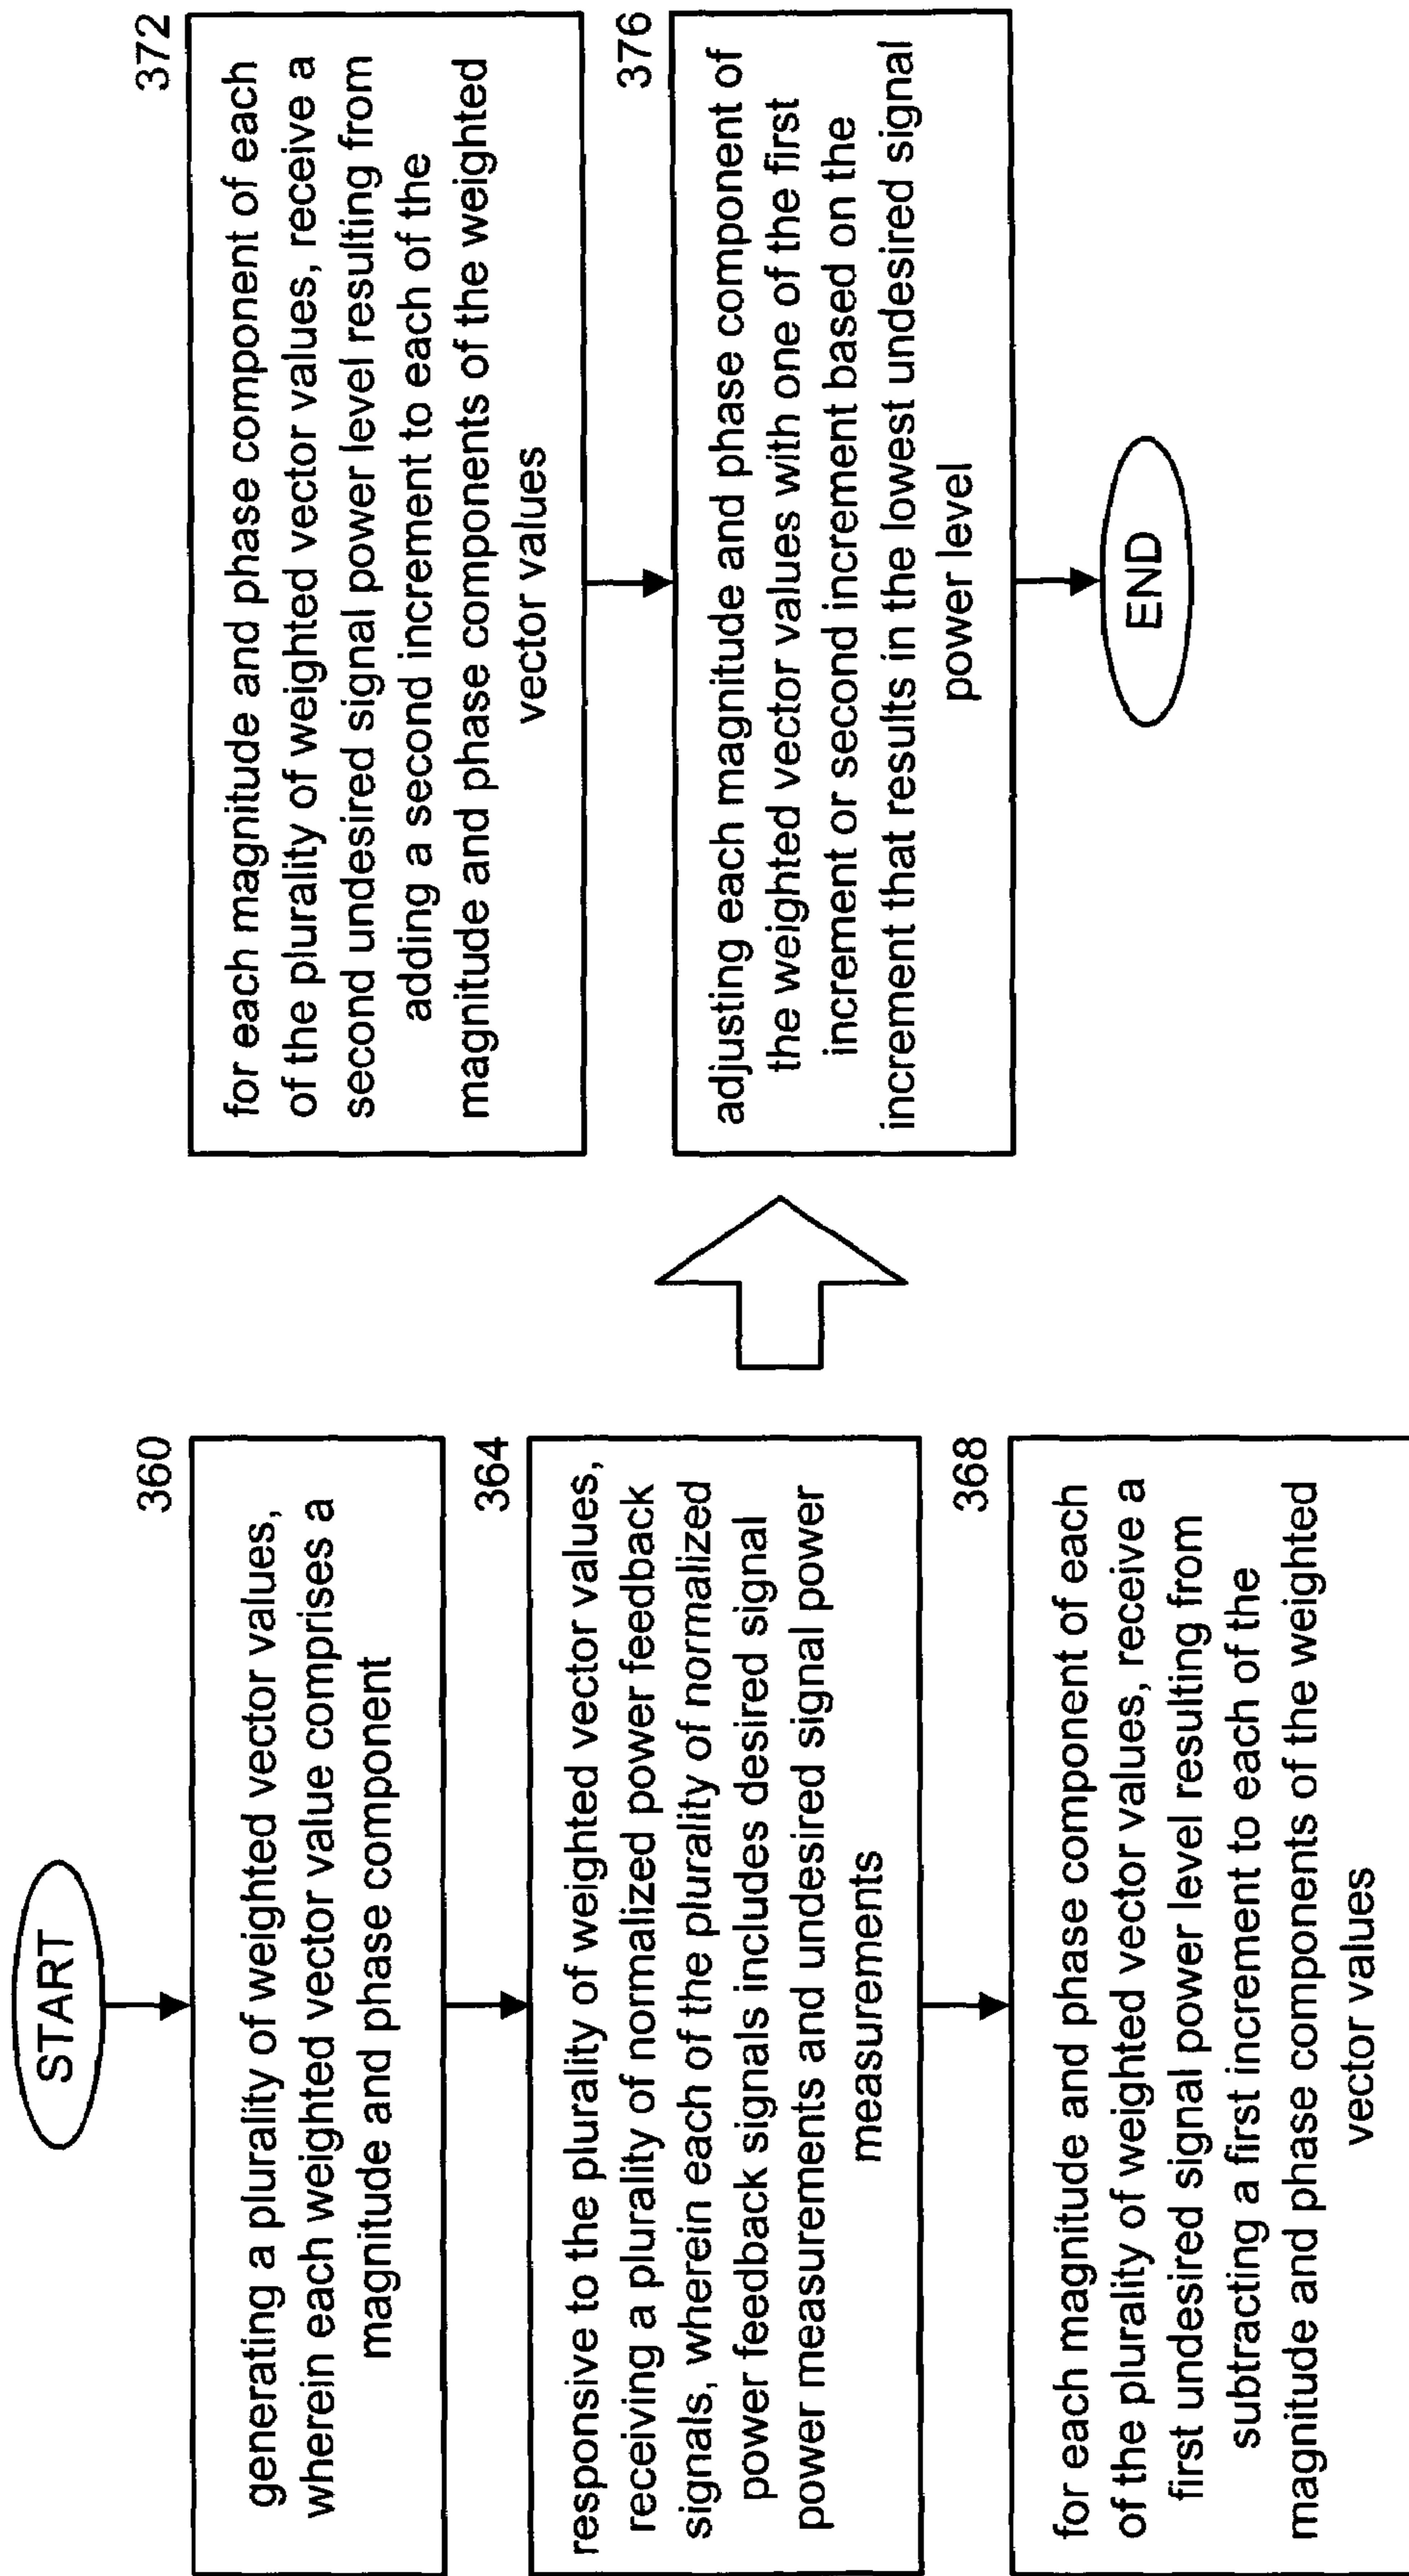 START
360
generating a plurality of weighted vector values,
wherein each weighted vector value comprises a
magnitude and phase component
364
responsive to the plurality of weighted vector values,
receiving a plurality of normalized power feedback
signals, wherein each of the plurality of normalized
power feedback signals includes desired signal
power measurements and undesired signal power
measurements
368
for each magnitude and phase component of each
of the plurality of weighted vector values, receive a
first undesired signal power level resulting from
subtracting a first increment to each of the
magnitude and phase components of the weighted
vector values
372
for each magnitude and phase component of each
of the plurality of weighted vector values, receive a
second undesired signal power level resulting from
adding a second increment to each of the
magnitude and phase components of the weighted
vector values
376
adjusting each magnitude and phase component of
the weighted vector values with one of the first
increment or second increment based on the
increment that results in the lowest undesired signal
power level
END